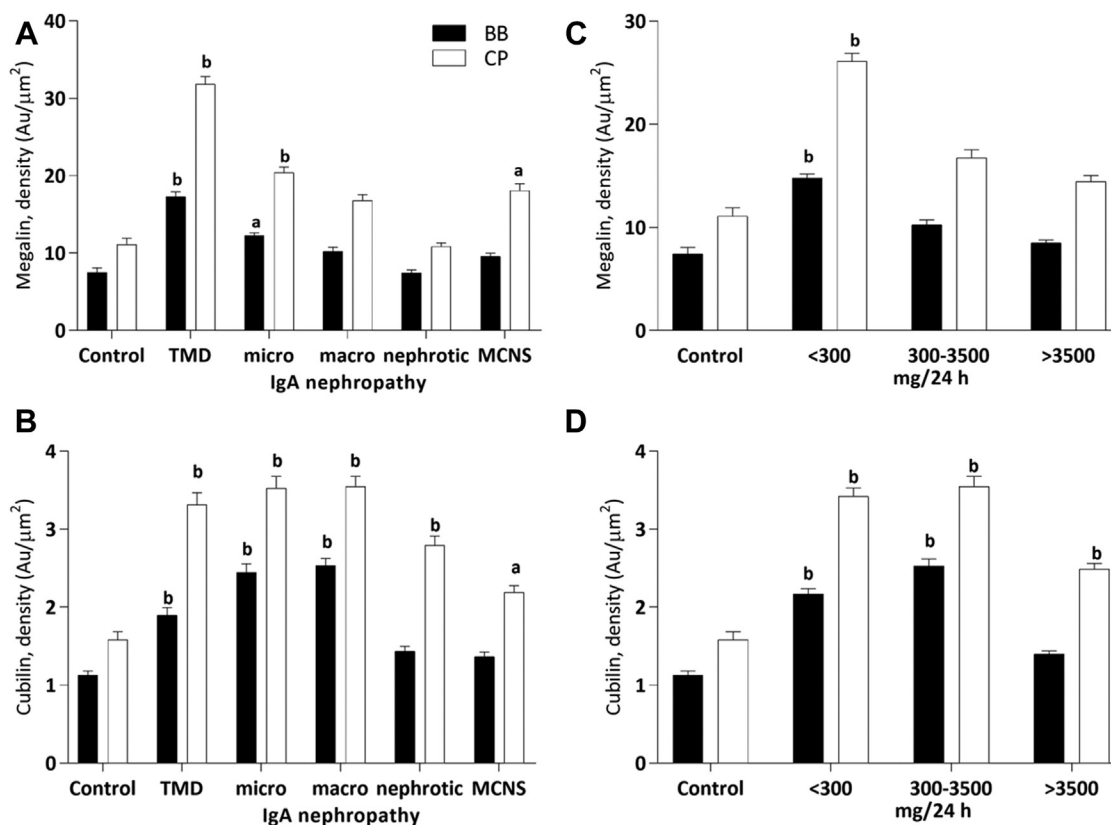 A
Megalin, density (Au/μm²)
40
30
20
10
0
BB
CP
b
b
a
b
a
Control TMD micro macro nephrotic MCNS
IgA nephropathy
C
Megalin, density (Au/μm²)
30
20
10
0
b
b
Control <300 300-3500 >3500
mg/24 h
B
Cubilin, density (Au/μm²)
4
3
2
1
0
b
b
b
b
b
b
b
a
Control TMD micro macro nephrotic MCNS
IgA nephropathy
D
Cubilin, density (Au/μm²)
4
3
2
1
0
b
b
b
b
b
Control <300 300-3500 >3500
mg/24 h